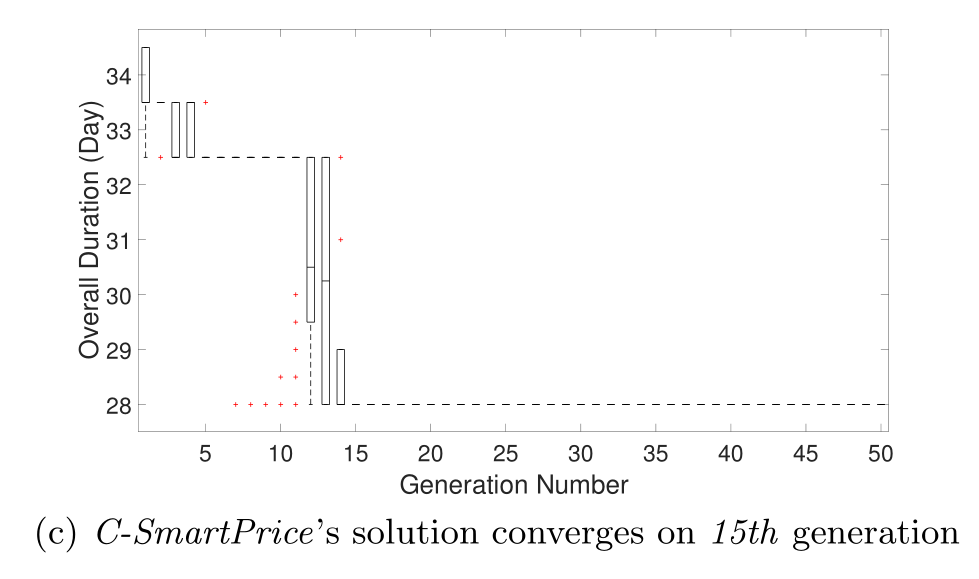 34
33
32
31
30
29
28
Overall Duration (Day)
5 10 15 20 25 30 35 40 45 50
Generation Number
(c) C-SmartPrice's solution converges on 15th generation